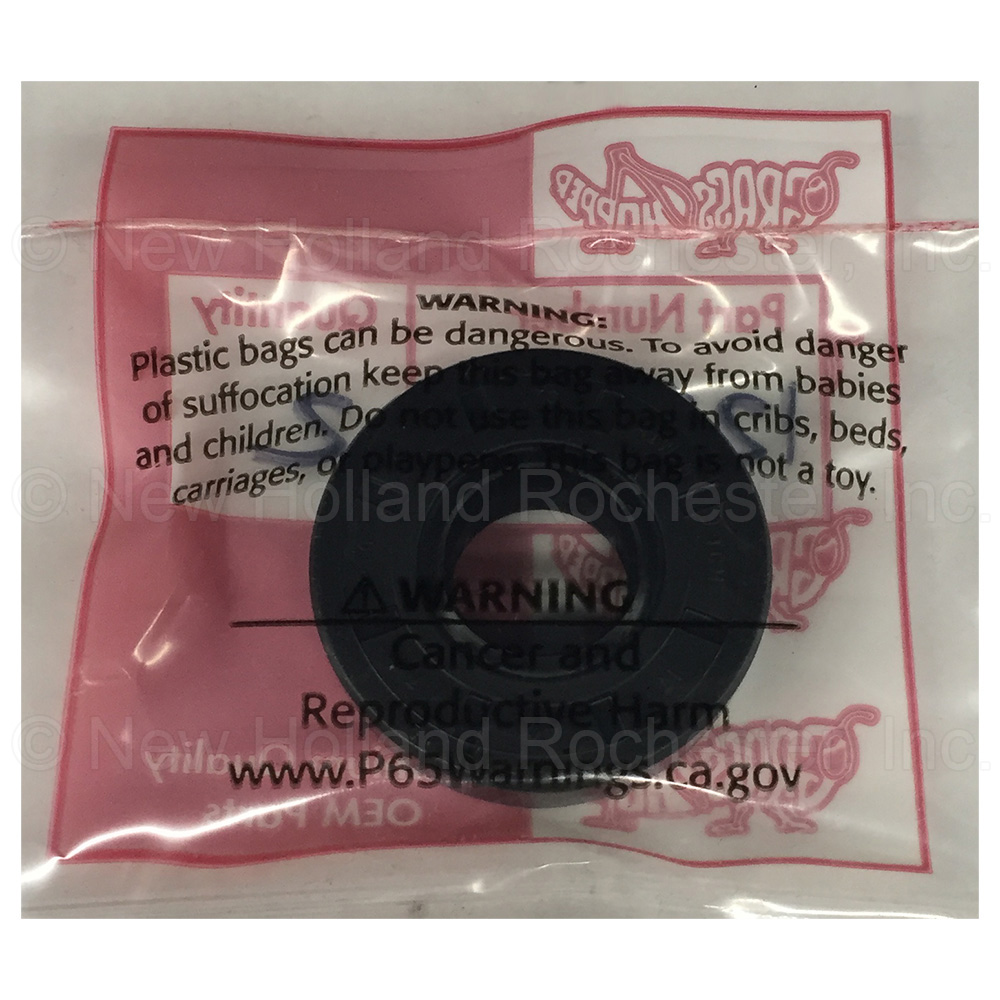 GRASSHOPPER
© New Holland Rochester, Inc.
Part Number
Quantity
WARNING:
Plastic bags can be dangerous. To avoid danger
of suffocation keep this bag away from babies
and children. Do not use this bag in cribs, beds,
carriages, or playpens. This bag is not a toy.
© New Holland Rochester, Inc.
WARNING
Cancer and
Reproductive Harm
© New Holland Rochester, Inc.
www.P65Warnings.ca.gov
Quality
OEM Parts